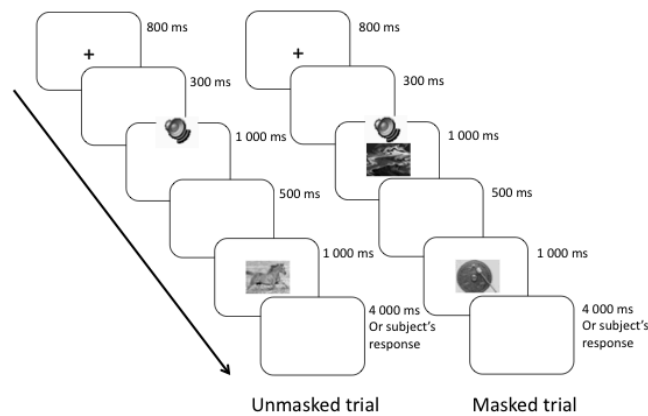 800 ms
300 ms
1 000 ms
500 ms
1 000 ms
4 000 ms
Or subject's
response
Unmasked trial
800 ms
300 ms
1 000 ms
500 ms
1 000 ms
4 000 ms
Or subject's
response
Masked trial